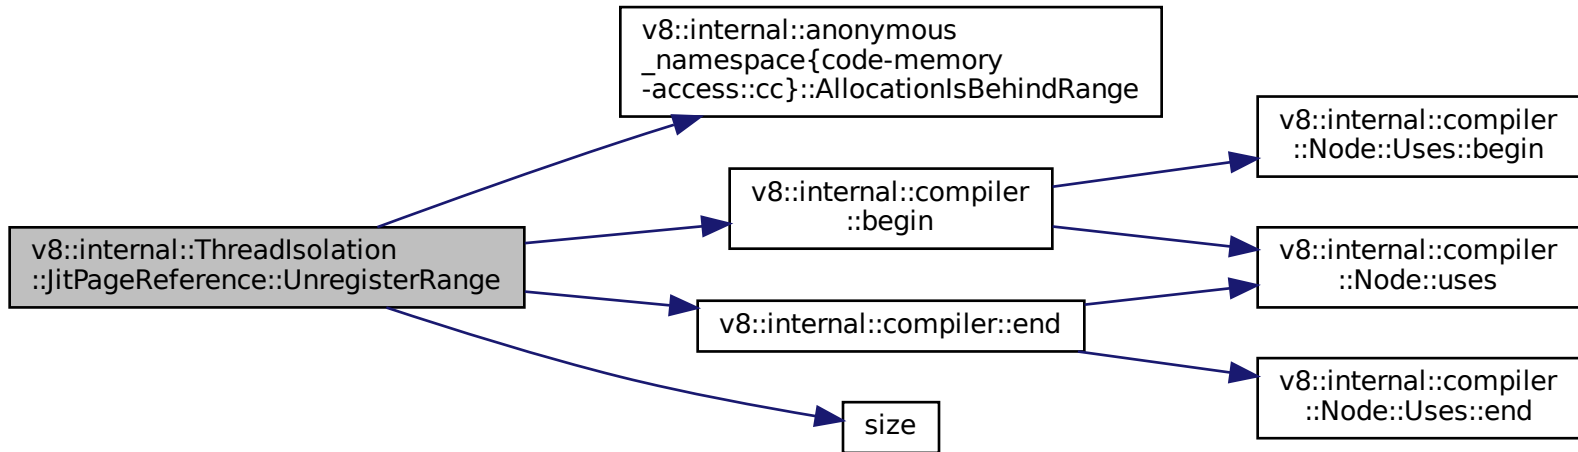 v8::internal::ThreadIsolation
::JitPageReference::UnregisterRange
v8::internal::anonymous
_namespace{code-memory
-access::cc}::AllocationIsBehindRange
v8::internal::compiler
::begin
v8::internal::compiler::end
size
v8::internal::compiler
::Node::Uses::begin
v8::internal::compiler
::Node::uses
v8::internal::compiler
::Node::Uses::end